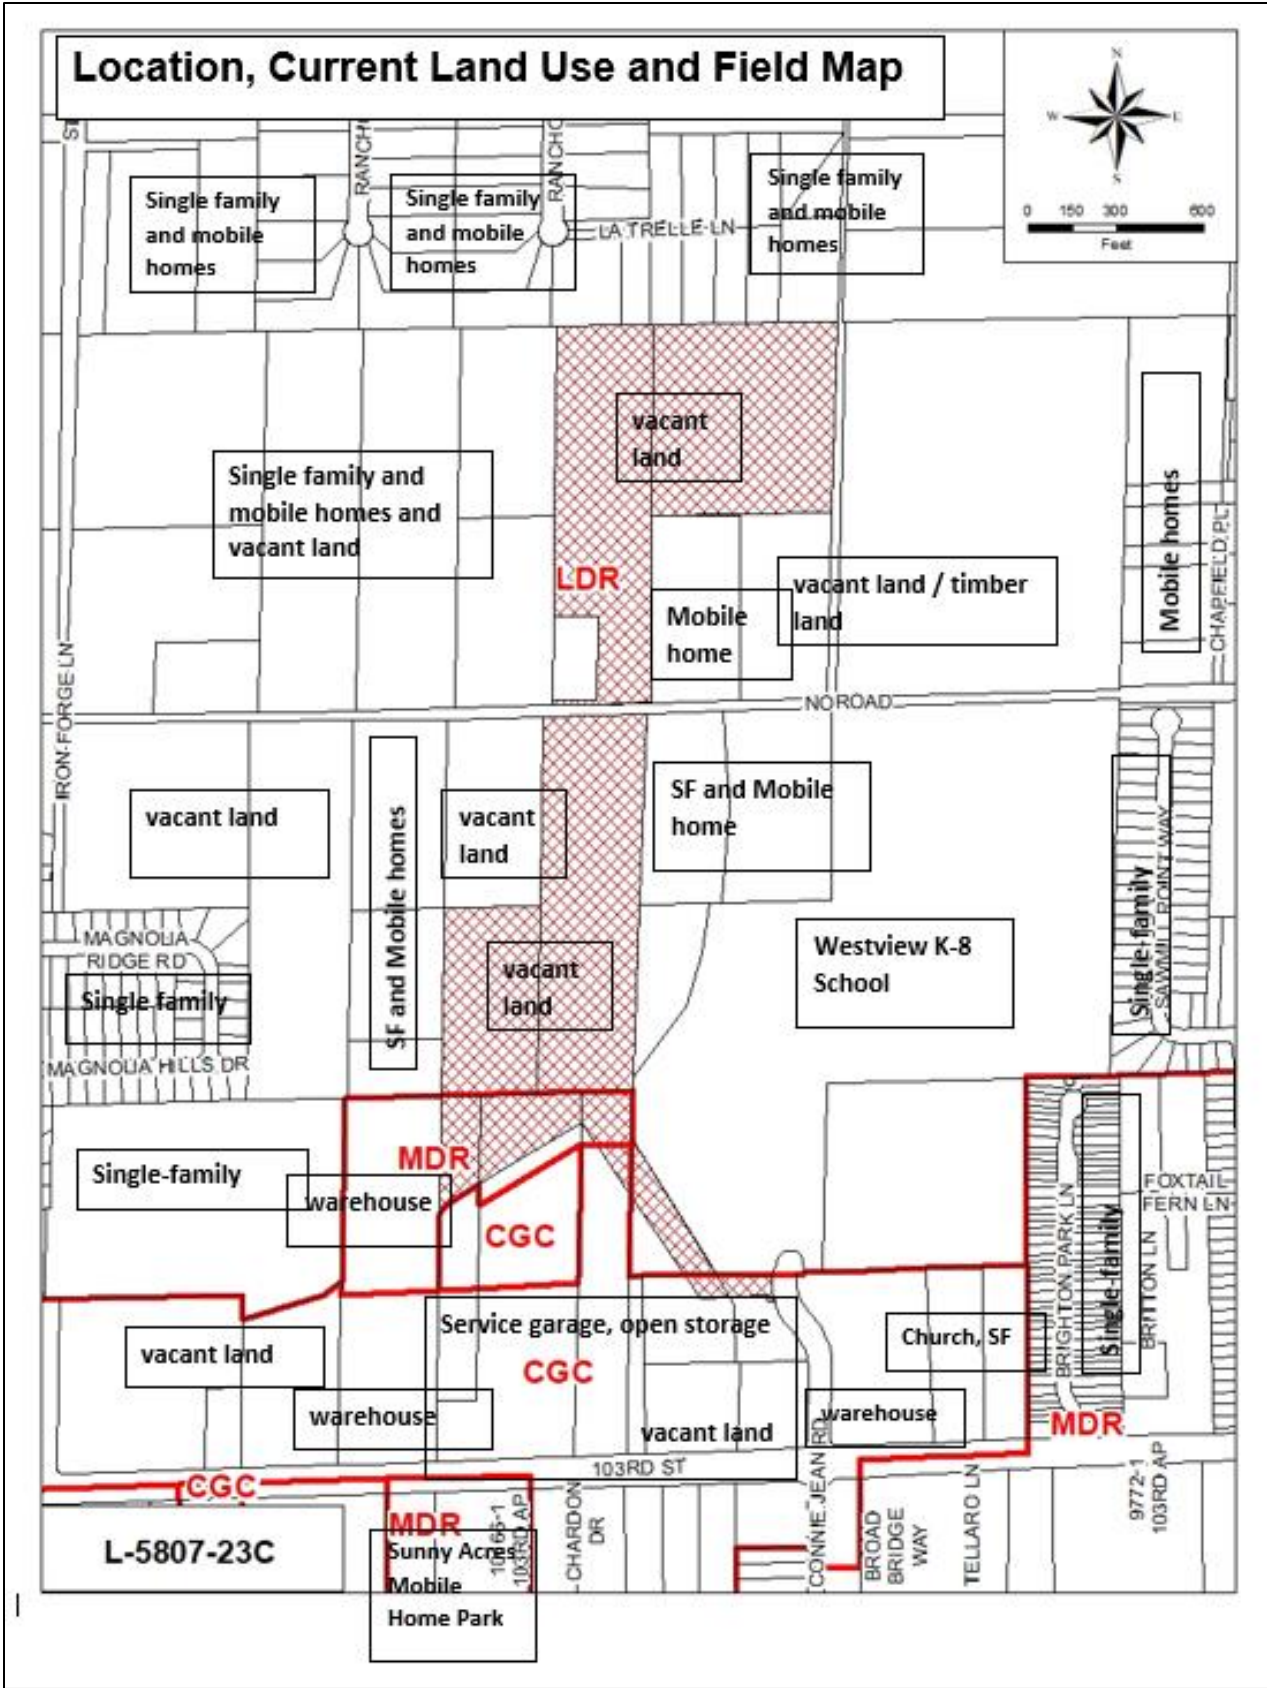 Location, Current Land Use and Field Map
N
W
E
S
0 150 300 600
Feet
ST
RANCHO
RANCHO
Single family
and mobile
homes
Single family
and mobile
homes
LA TRELLE LN
Single family
and mobile
homes
vacant
land
Single family and
mobile homes and
vacant land
LDR
Mobile
home
vacant land / timber
land
Mobile homes
CHAPEFIELD PL
IRON FORGE LN
NOROAD
vacant land
SF and Mobile homes
vacant
land
SF and Mobile
home
Single-family
SAWMILL POINT WAY
MAGNOLIA
RIDGE RD
Single family
MAGNOLIA HILLS DR
vacant
land
Westview K-8
School
Single-family
MDR
warehouse
CGC
BRIGHTON PARK LN
Single-family
BRITTON LN
FOXTAIL
FERN LN
vacant land
Service garage, open storage
CGC
Church, SF
warehouse
vacant land
warehouse
MDR
103RD ST
CGC
MDR
103RD AP
CHARDON
DR
CONNIE JEAN RD
BROAD
BRIDGE
WAY
TELLARO LN
9772-1
103RD AP
L-5807-23C
Sunny Acres
Mobile
Home Park